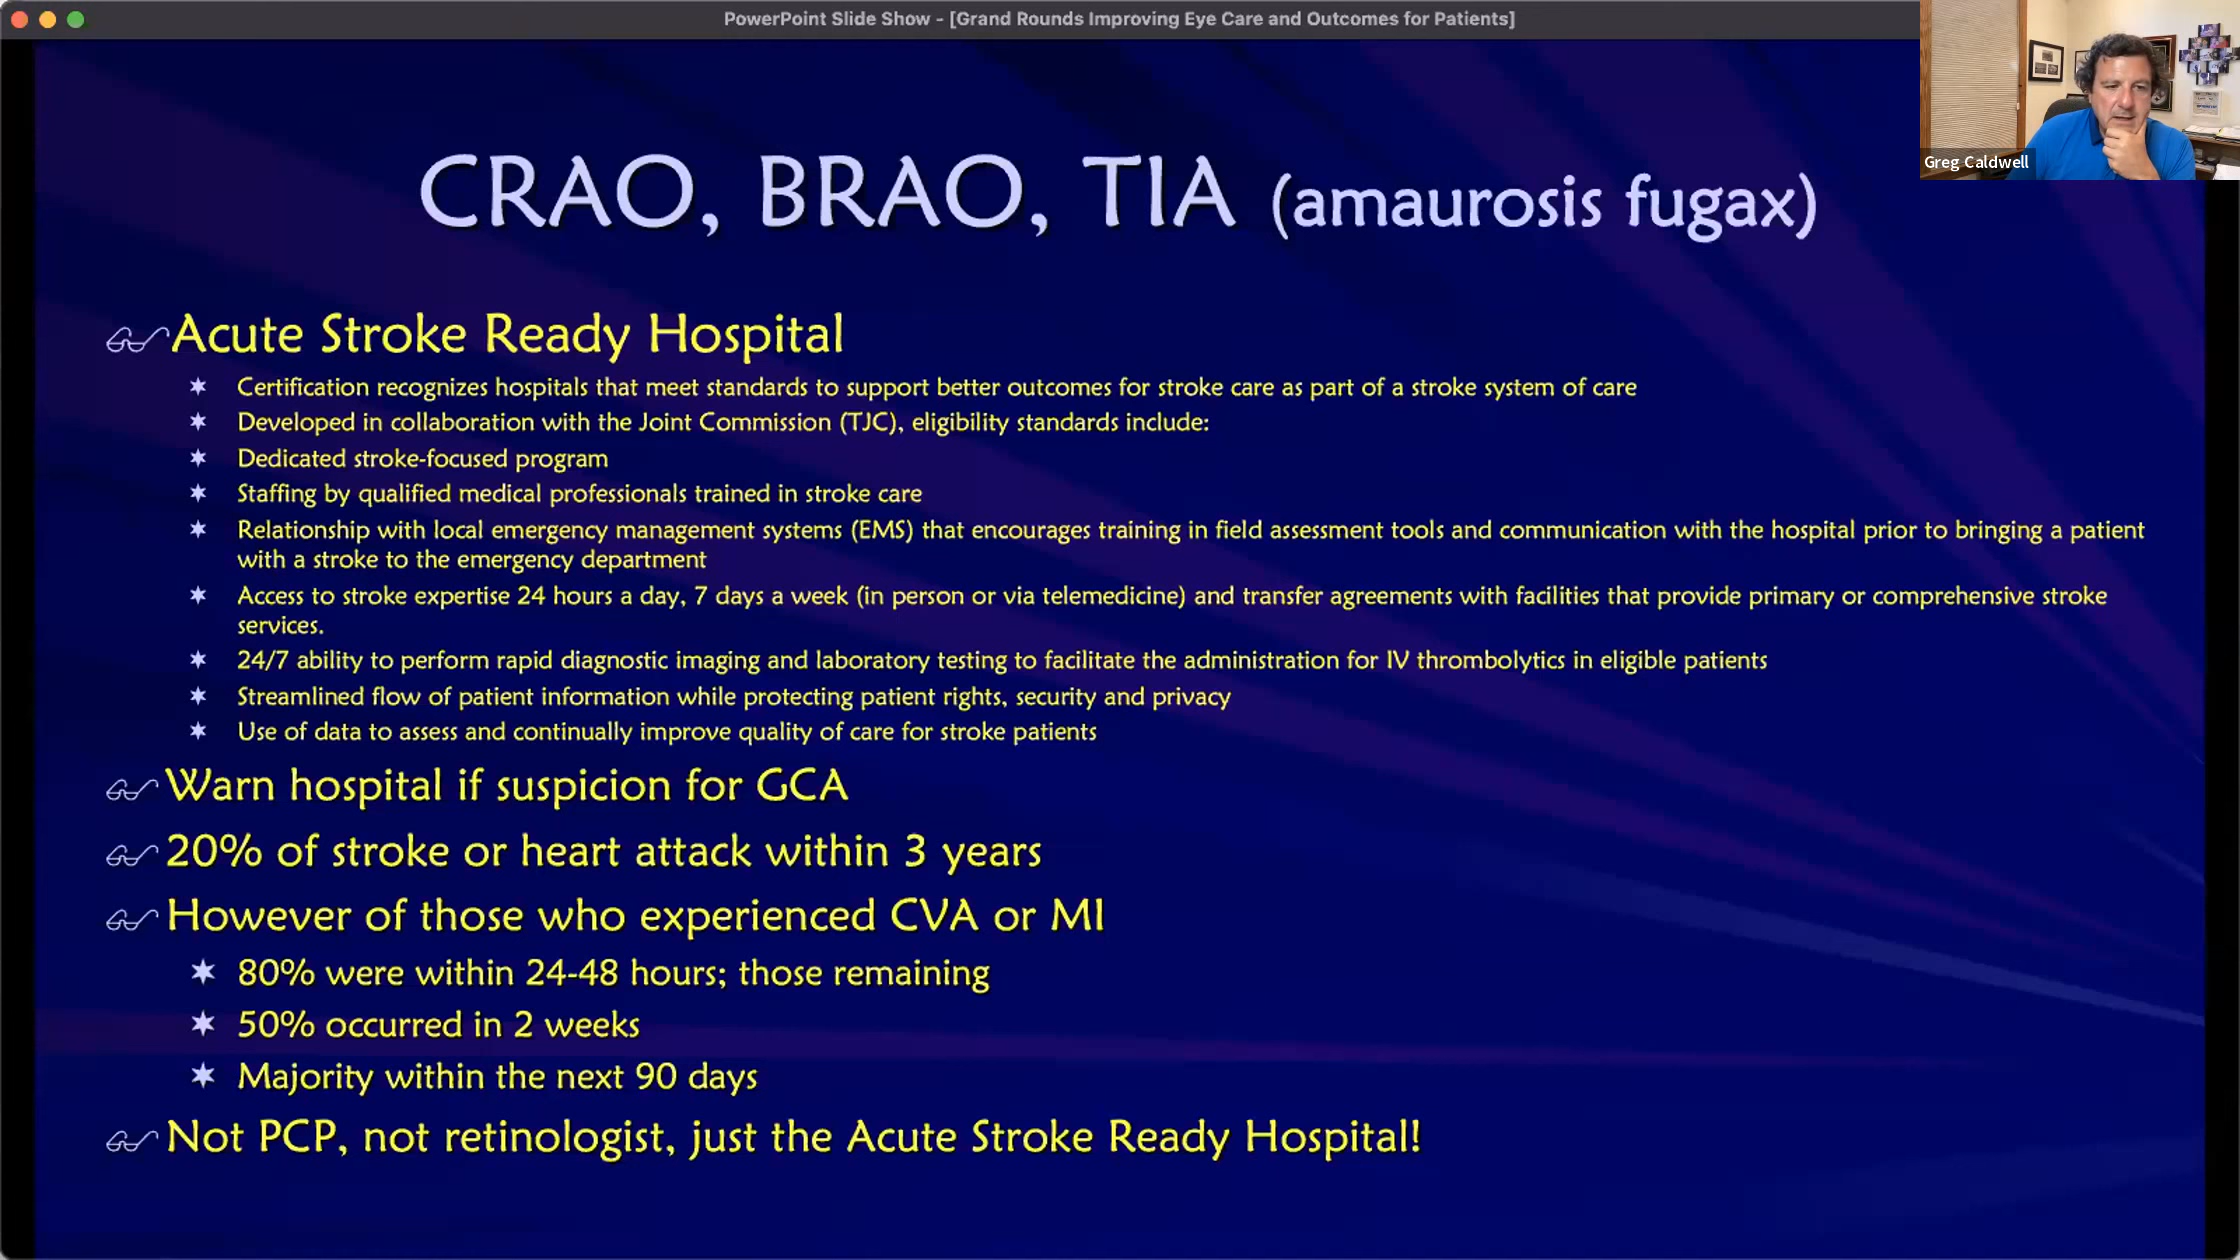 PowerPoint Slide Show - [Grand Rounds Improving Eye Care and Outcomes for Patients]
Greg Caldwell
CRAO, BRAO, TIA (amaurosis fugax)
Acute Stroke Ready Hospital
Certification recognizes hospitals that meet standards to support better outcomes for stroke care as part of a stroke system of care
Developed in collaboration with the Joint Commission (TJC), eligibility standards include:
Dedicated stroke-focused program
Staffing by qualified medical professionals trained in stroke care
Relationship with local emergency management systems (EMS) that encourages training in field assessment tools and communication with the hospital prior to bringing a patient
with a stroke to the emergency department
Access to stroke expertise 24 hours a day, 7 days a week (in person or via telemedicine) and transfer agreements with facilities that provide primary or comprehensive stroke
services.
24/7 ability to perform rapid diagnostic imaging and laboratory testing to facilitate the administration for IV thrombolytics in eligible patients
Streamlined flow of patient information while protecting patient rights, security and privacy
Use of data to assess and continually improve quality of care for stroke patients
Warn hospital if suspicion for GCA
20% of stroke or heart attack within 3 years
However of those who experienced CVA or MI
80% were within 24-48 hours; those remaining
50% occurred in 2 weeks
Majority within the next 90 days
Not PCP, not retinologist, just the Acute Stroke Ready Hospital!